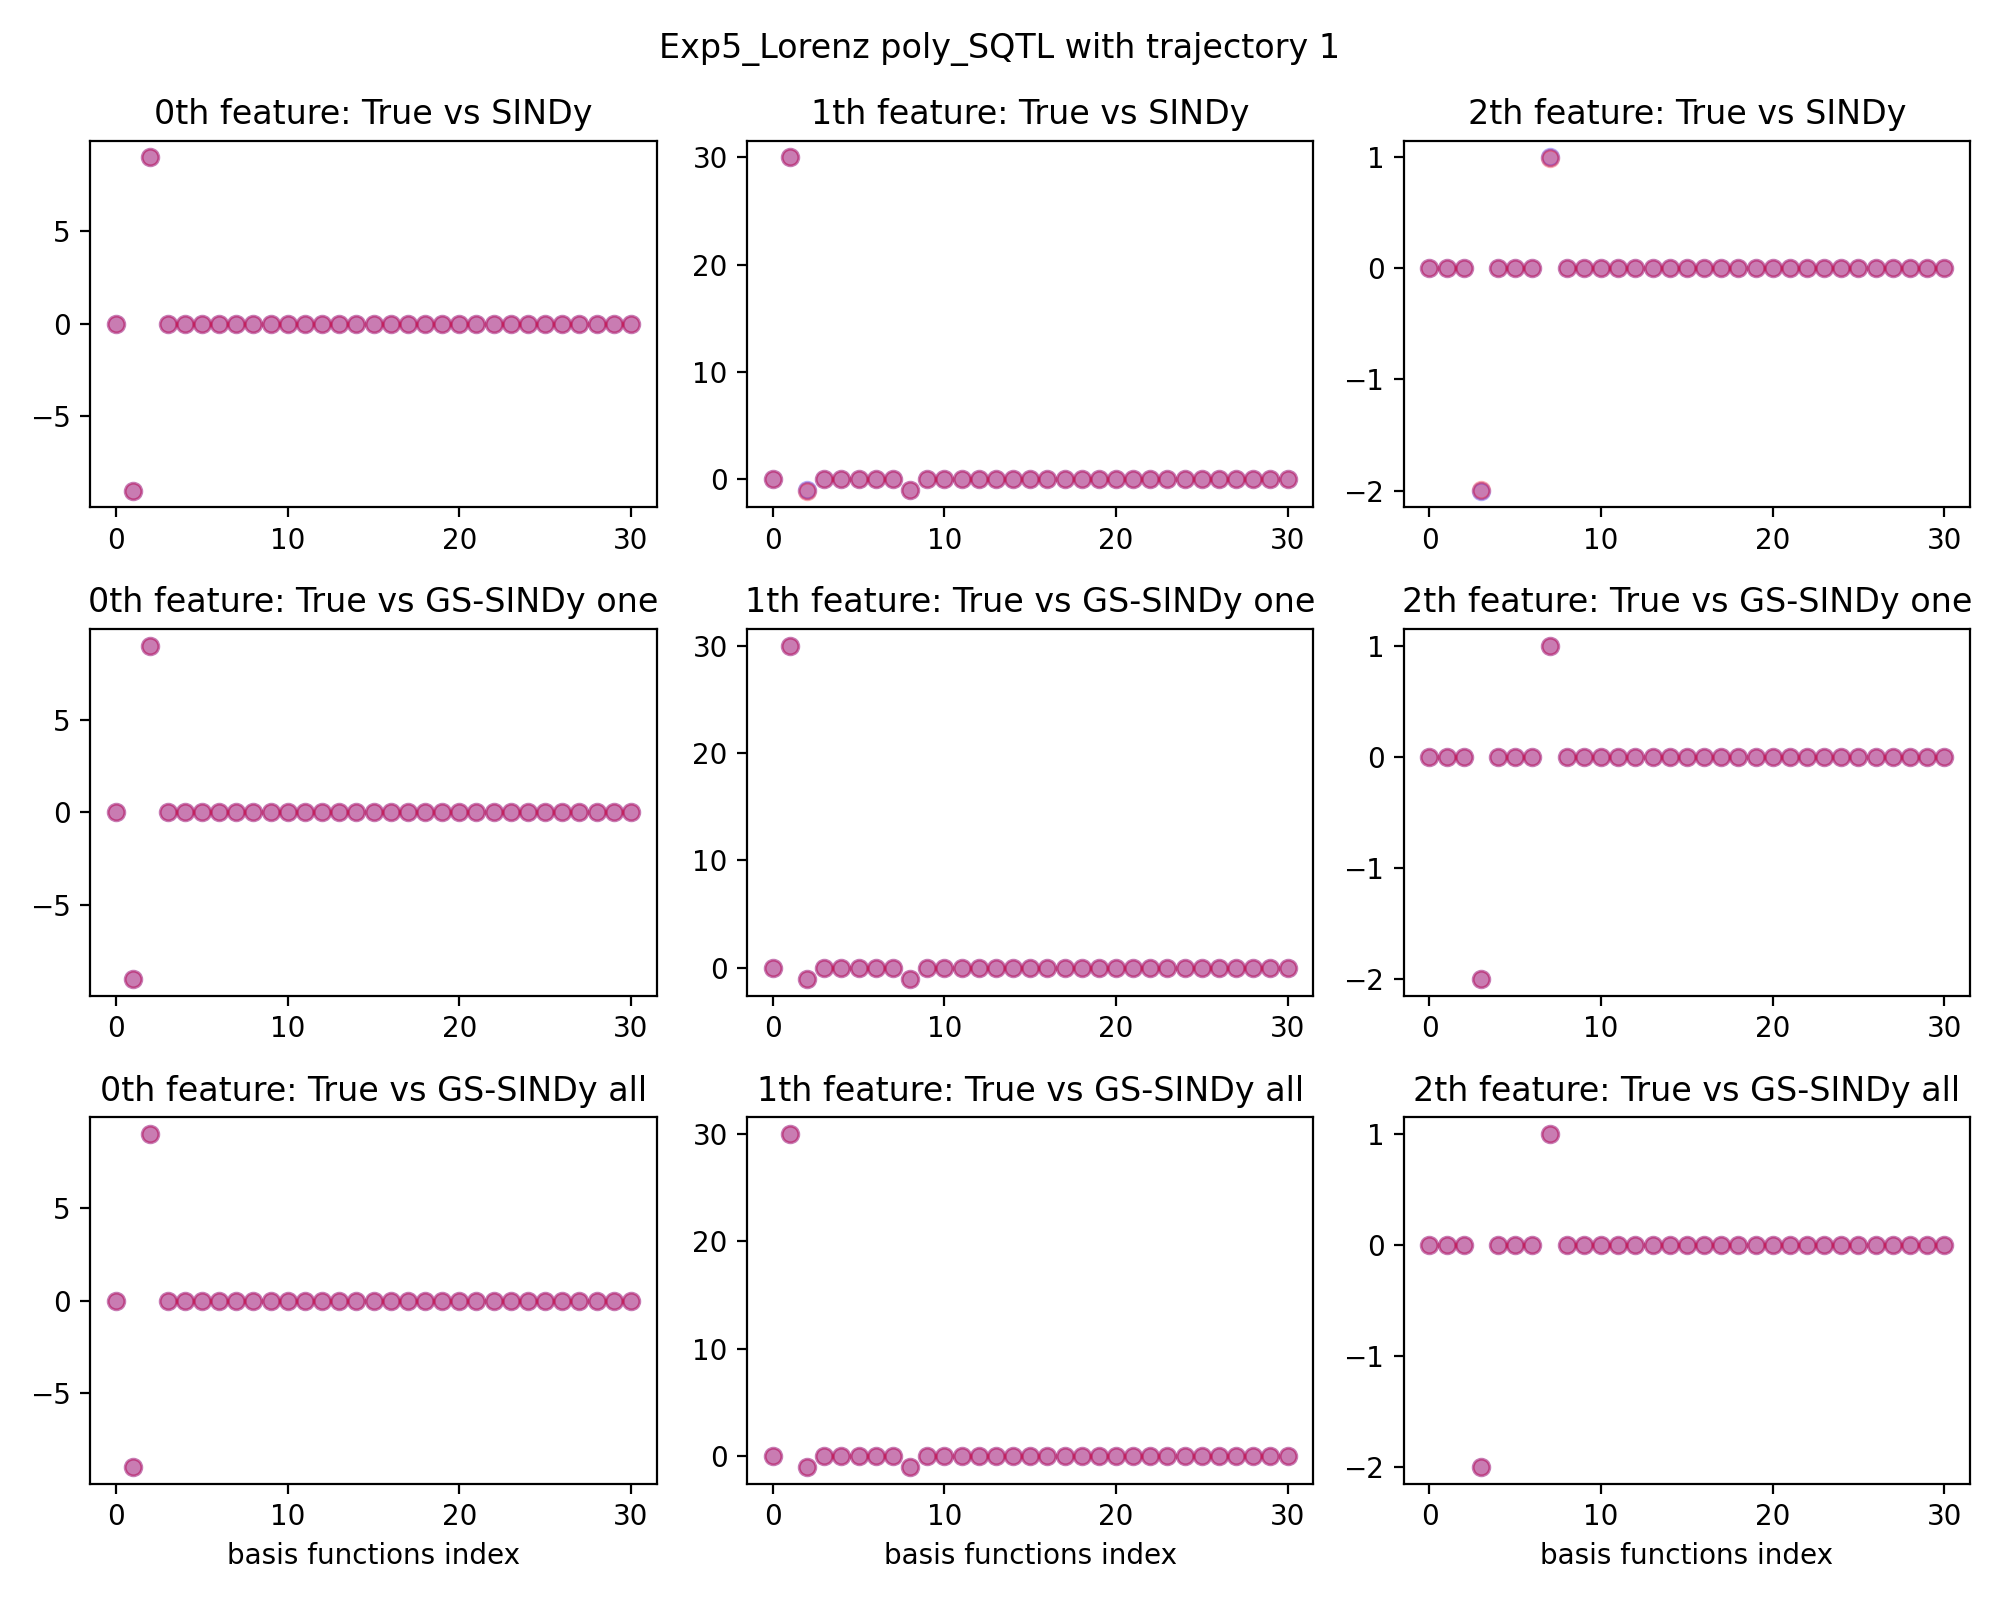 Exp5_Lorenz poly_SQTL with trajectory 1
0th feature: True vs SINDy
1th feature: True vs SINDy
2th feature: True vs SINDy
5
0
−5
0 10 20 30
30
20
10
0
0 10 20 30
1
0
−1
−2
0 10 20 30
0th feature: True vs GS-SINDy one
1th feature: True vs GS-SINDy one
2th feature: True vs GS-SINDy one
5
0
−5
0 10 20 30
30
20
10
0
0 10 20 30
1
0
−1
−2
0 10 20 30
0th feature: True vs GS-SINDy all
1th feature: True vs GS-SINDy all
2th feature: True vs GS-SINDy all
5
0
−5
0 10 20 30
basis functions index
30
20
10
0
0 10 20 30
basis functions index
1
0
−1
−2
0 10 20 30
basis functions index